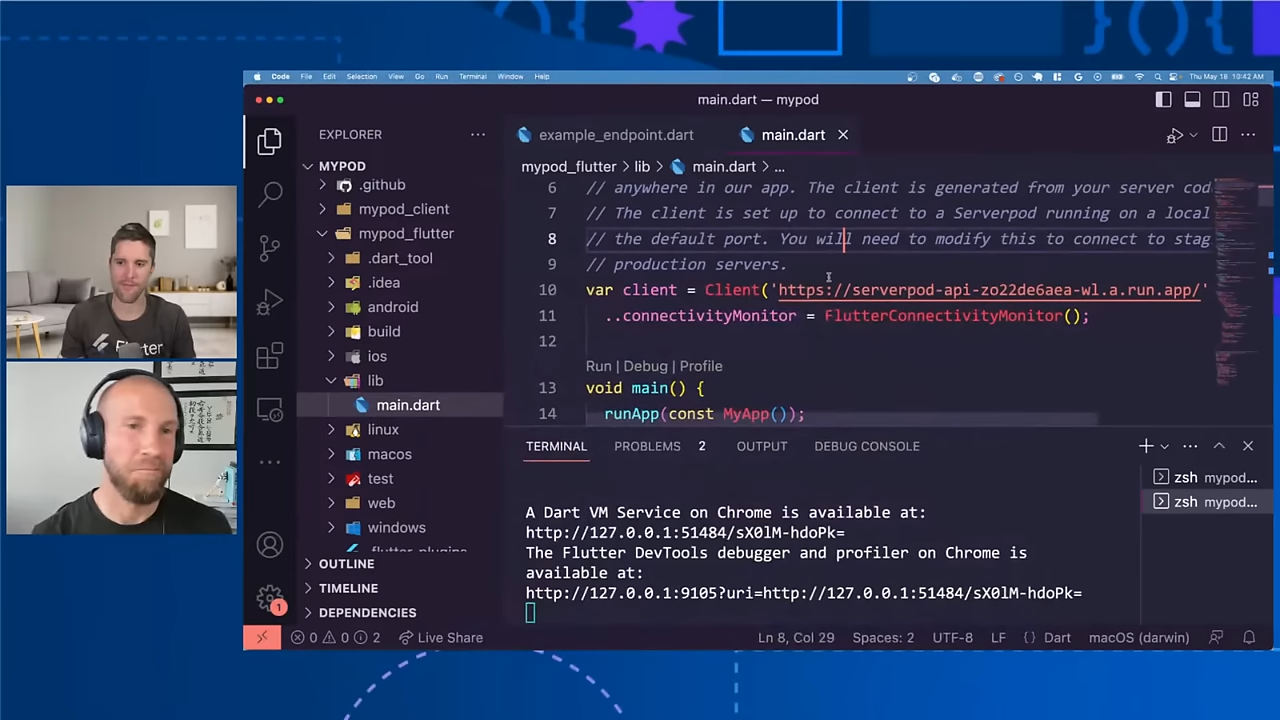 Code File Edit Selection View Go Run Terminal Window Help Thu May 18 10:42 AM
main.dart — mypod
EXPLORER
example_endpoint.dart main.dart
MYPOD
mypod_flutter > lib > main.dart > ...
.github
mypod_client
mypod_flutter
.dart_tool
.idea
android
build
ios
lib
main.dart
linux
macos
test
web
windows
.flutter-plugins
OUTLINE
TIMELINE
DEPENDENCIES
6 // anywhere in our app. The client is generated from your server cod
7 // The client is set up to connect to a Serverpod running on a local
8 // the default port. You will need to modify this to connect to stag
9 // production servers.
10 var client = Client('https://serverpod-api-zo22de6aea-wl.a.run.app/'
11 ..connectivityMonitor = FlutterConnectivityMonitor();
12
Run | Debug | Profile
13 void main() {
14 runApp(const MyApp());
TERMINAL PROBLEMS 2 OUTPUT DEBUG CONSOLE
zsh mypod...
zsh mypod...
A Dart VM Service on Chrome is available at:
http://127.0.0.1:51484/sX0lM-hdoPk=
The Flutter DevTools debugger and profiler on Chrome is
available at:
http://127.0.0.1:9105?uri=http://127.0.0.1:51484/sX0lM-hdoPk=
1
0 0 2 Live Share Ln 8, Col 29 Spaces: 2 UTF-8 LF {} Dart macOS (darwin)
Flutter